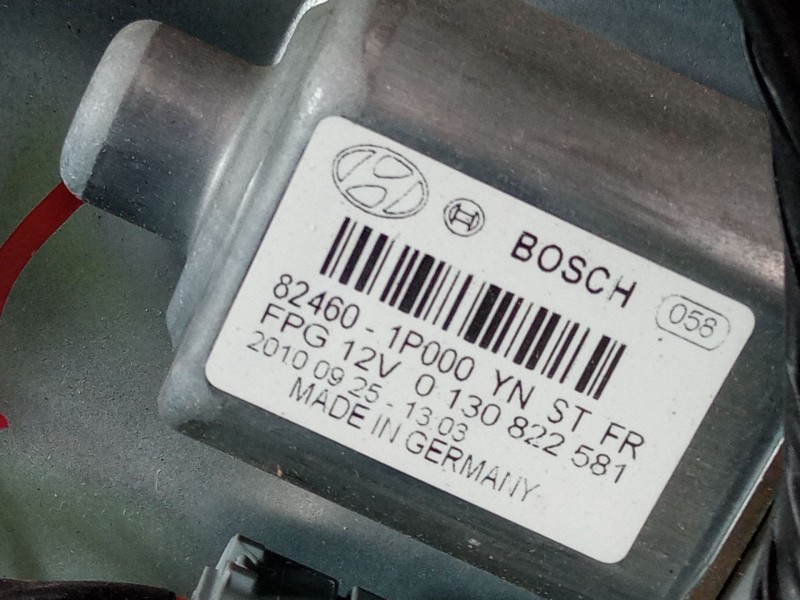 BOSCH
058
82460 - 1P000 YN ST FR
FPG 12V 0 130 822 581
2010 09 25 - 13:03
MADE IN GERMANY